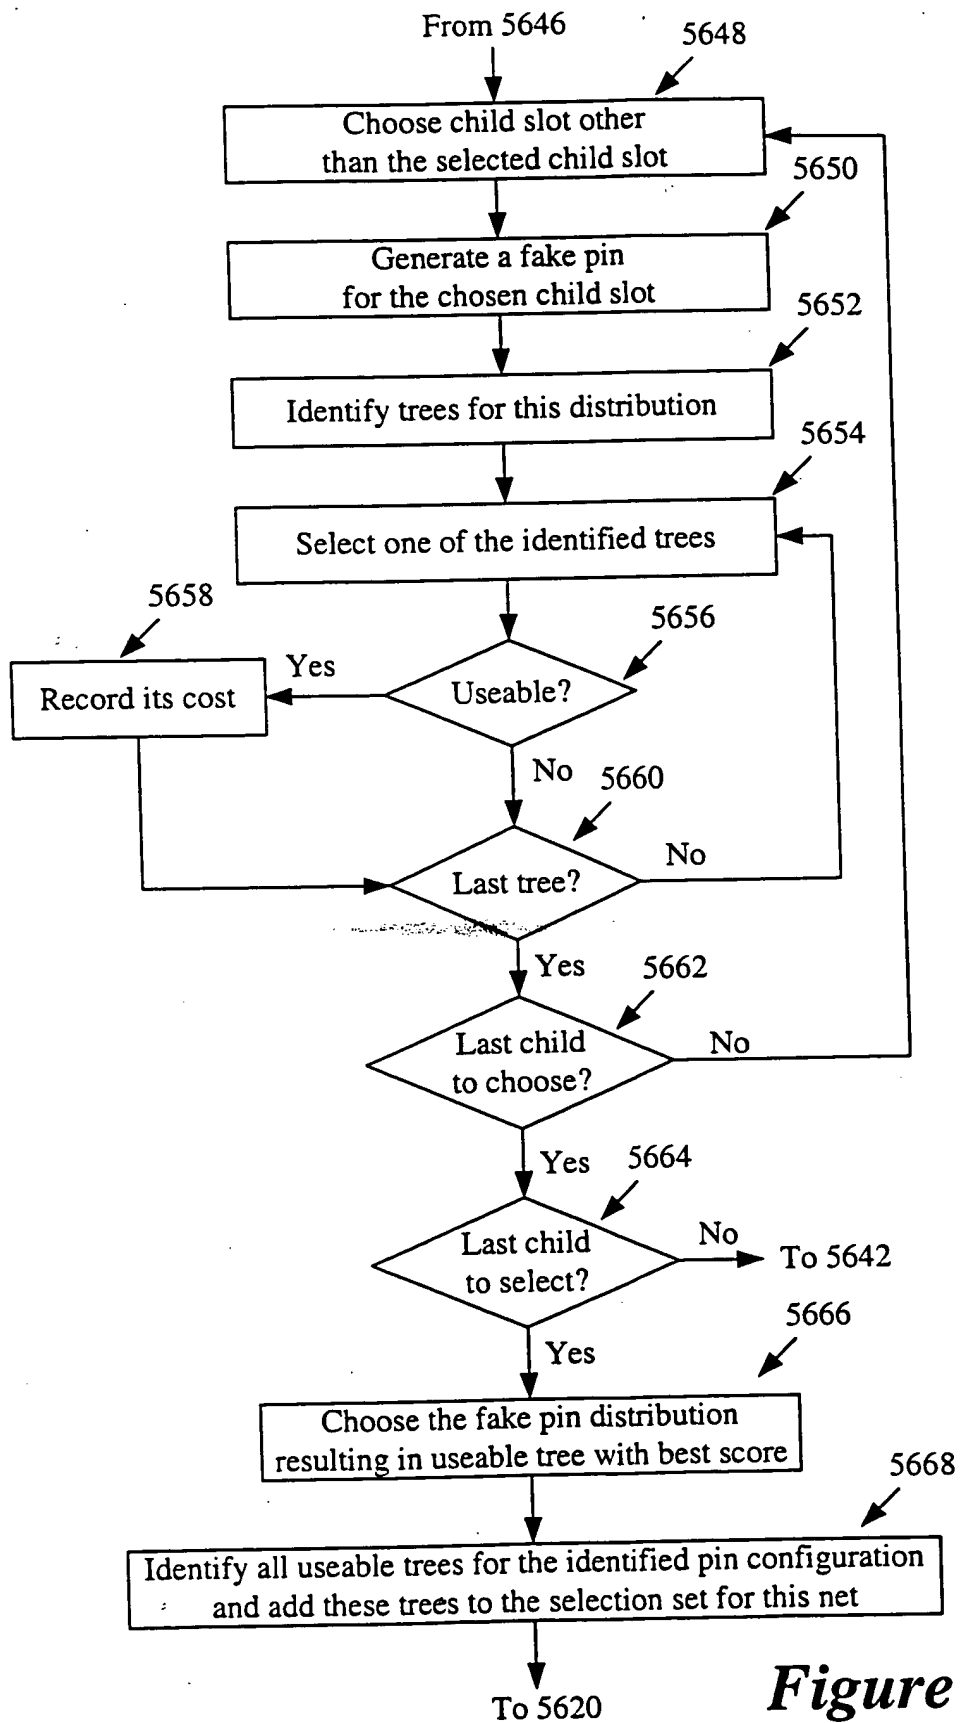 From 5646
5648
Choose child slot other
than the selected child slot
5650
Generate a fake pin
for the chosen child slot
5652
Identify trees for this distribution
5654
Select one of the identified trees
5658
5656
Record its cost
Yes
Useable?
No
5660
Last tree?
No
Yes
5662
Last child
to choose?
No
Yes
5664
Last child
to select?
No
To 5642
5666
Yes
Choose the fake pin distribution
resulting in useable tree with best score
5668
Identify all useable trees for the identified pin configuration
and add these trees to the selection set for this net
To 5620
Figure